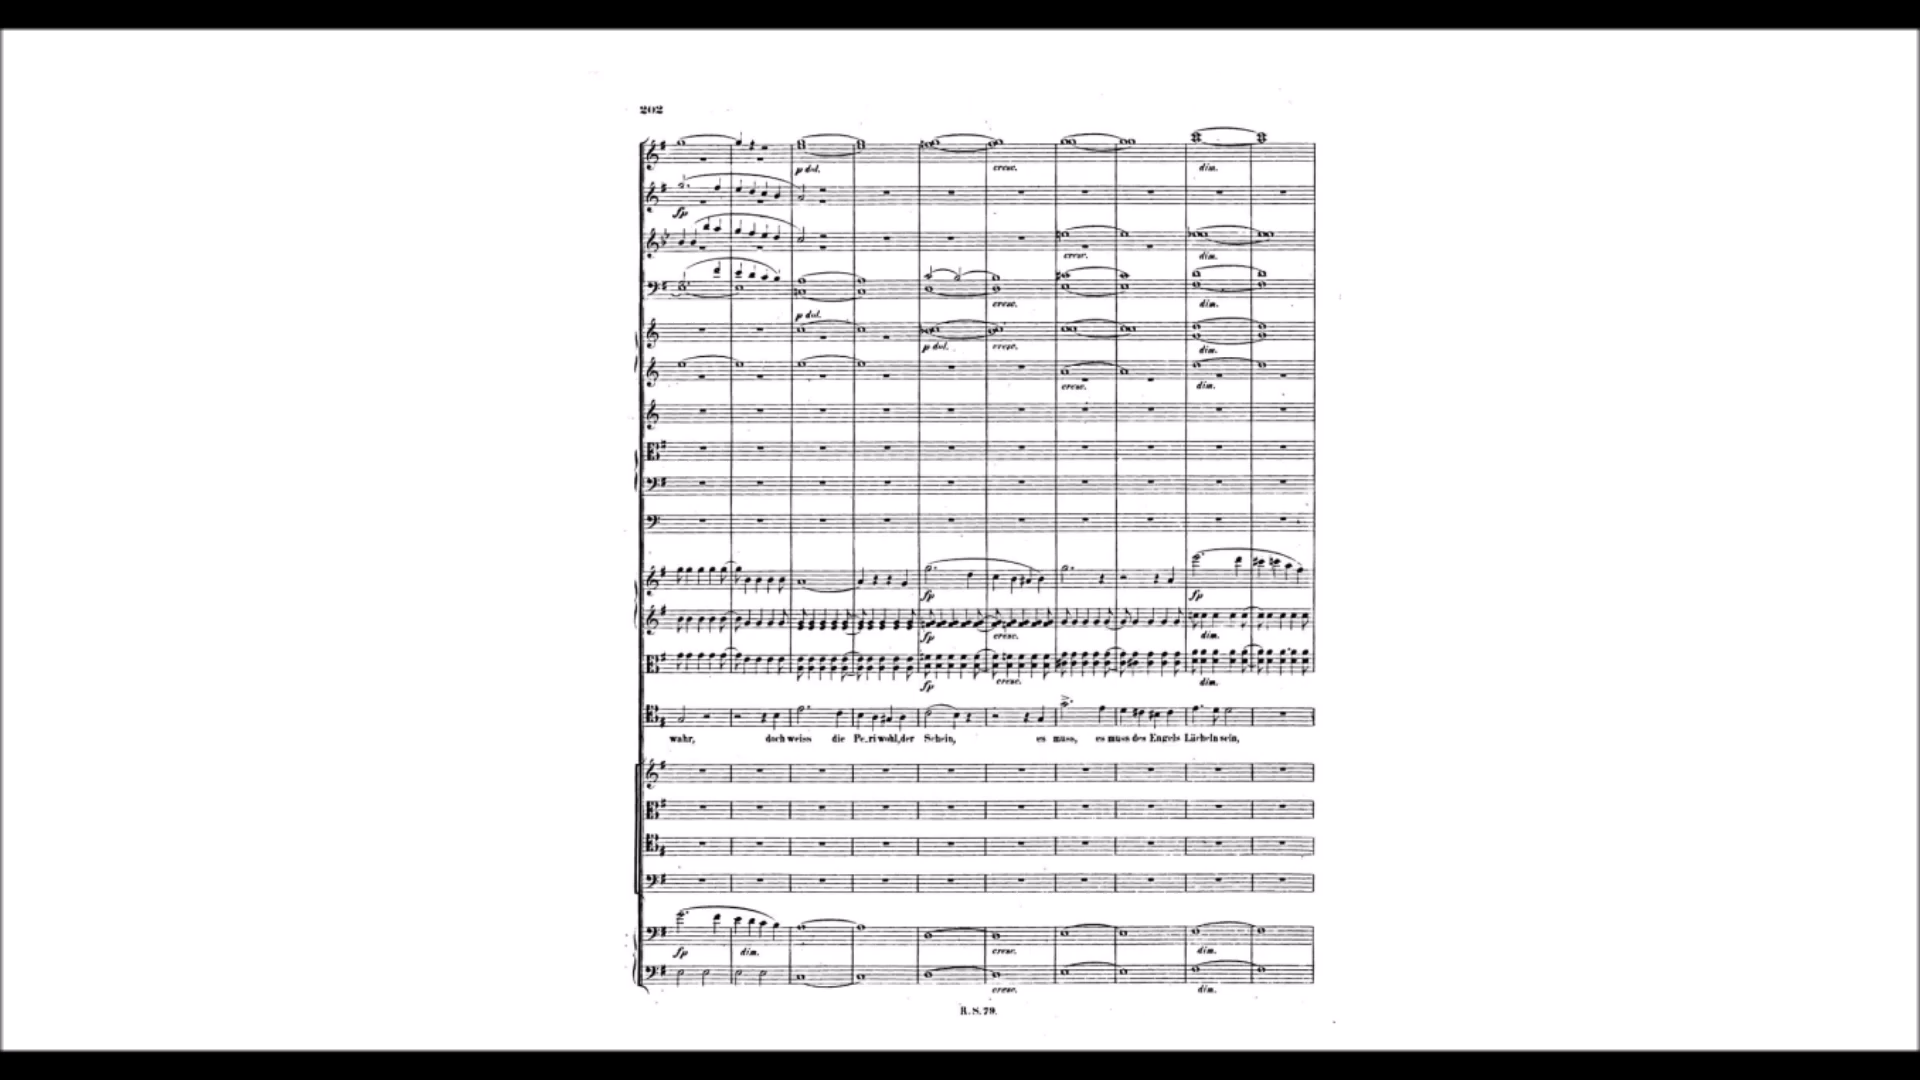 202
p dol.
cresc.
dim.
fp
cresc.
dim.
cresc.
dim.
p dol.
p dol.
cresc.
dim.
cresc.
dim.
fp
fp
fp
cresc.
dim.
fp
cresc.
dim.
wahr, doch weiss die Pe_ri wohl, der Schein, es muss, es muss des Engels Lächeln sein,
fp
dim.
cresc.
dim.
cresc.
dim.
R. S. 79.